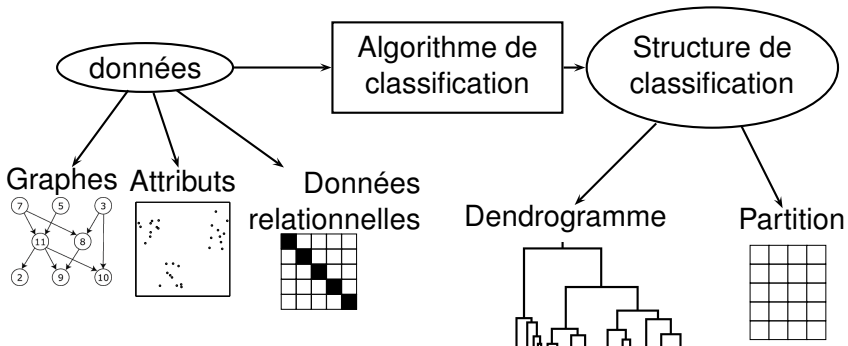 données
Algorithme de
classification
Structure de
classification
Graphes
Attributs
Données
relationnelles
Dendrogramme
Partition
7 5 3
11 8
2 9 10